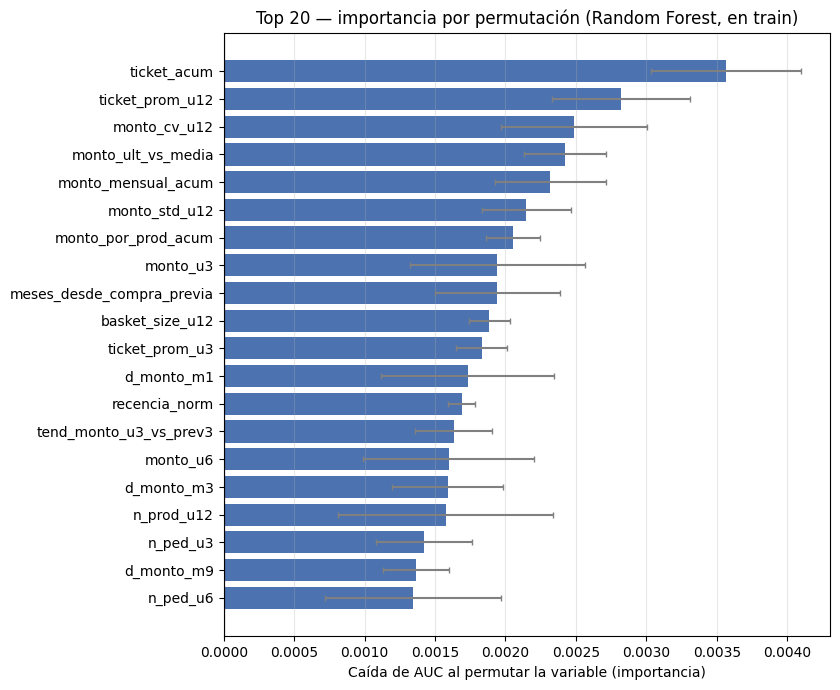 Top 20 — importancia por permutación (Random Forest, en train)
ticket_acum
ticket_prom_u12
monto_cv_u12
monto_ult_vs_media
monto_mensual_acum
monto_std_u12
monto_por_prod_acum
monto_u3
meses_desde_compra_previa
basket_size_u12
ticket_prom_u3
d_monto_m1
recencia_norm
tend_monto_u3_vs_prev3
monto_u6
d_monto_m3
n_prod_u12
n_ped_u3
d_monto_m9
n_ped_u6
0.0000 0.0005 0.0010 0.0015 0.0020 0.0025 0.0030 0.0035 0.0040
Caída de AUC al permutar la variable (importancia)